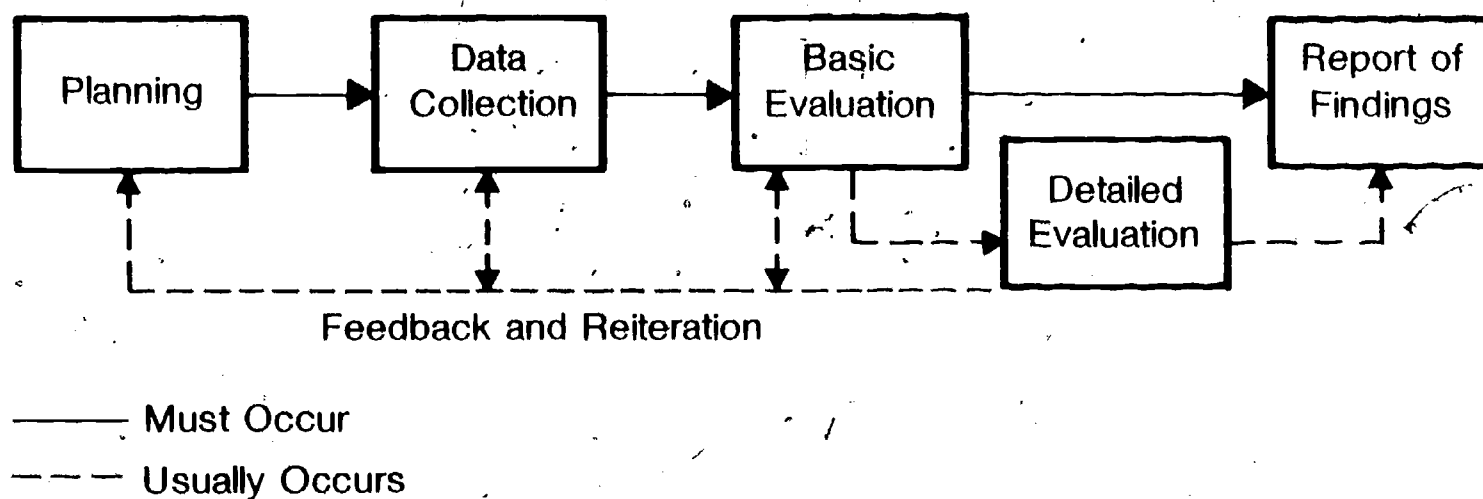 Planning
Data
Collection
Basic
Evaluation
Report of
Findings
Detailed
Evaluation
Feedback and Reiteration
Must Occur
Usually Occurs